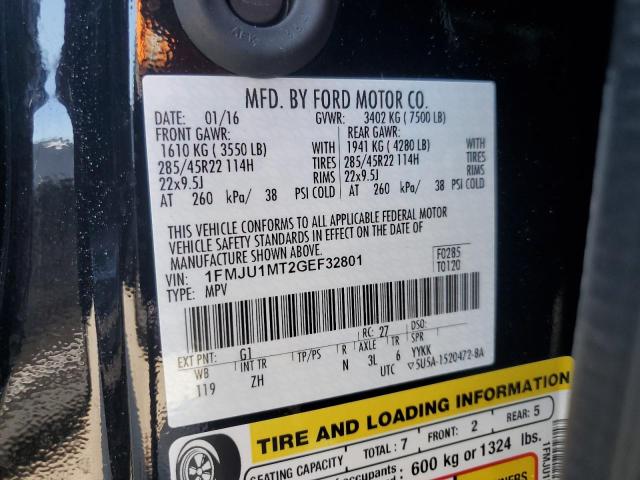 MFD. BY FORD MOTOR CO.
DATE: 01/16 GVWR: 3402 KG ( 7500 LB)
FRONT GAWR: REAR GAWR:
1610 KG ( 3550 LB) 1941 KG ( 4280 LB)
285/45R22 114H TIRES 285/45R22 114H TIRES
22x9.5J RIMS 22x9.5J RIMS
AT 260 kPa/ 38 PSI COLD AT 260 kPa/ 38 PSI COLD
THIS VEHICLE CONFORMS TO ALL APPLICABLE FEDERAL MOTOR
VEHICLE SAFETY STANDARDS IN EFFECT ON THE DATE OF
MANUFACTURE SHOWN ABOVE.
VIN: 1FMJU1MT2GEF32801 F0285
TYPE: MPV T0120
EXT PNT: G1 RC: 27 DSO:
WB INT TR TP/PS R AXLE TR SPR
119 ZH N 3L 6 YYKK
UTC ▽5U5A-1520472-BA
TIRE AND LOADING INFORMATION
SEATING CAPACITY TOTAL: 7 FRONT: 2 REAR: 5
occupants 600 kg or 1324 lbs.